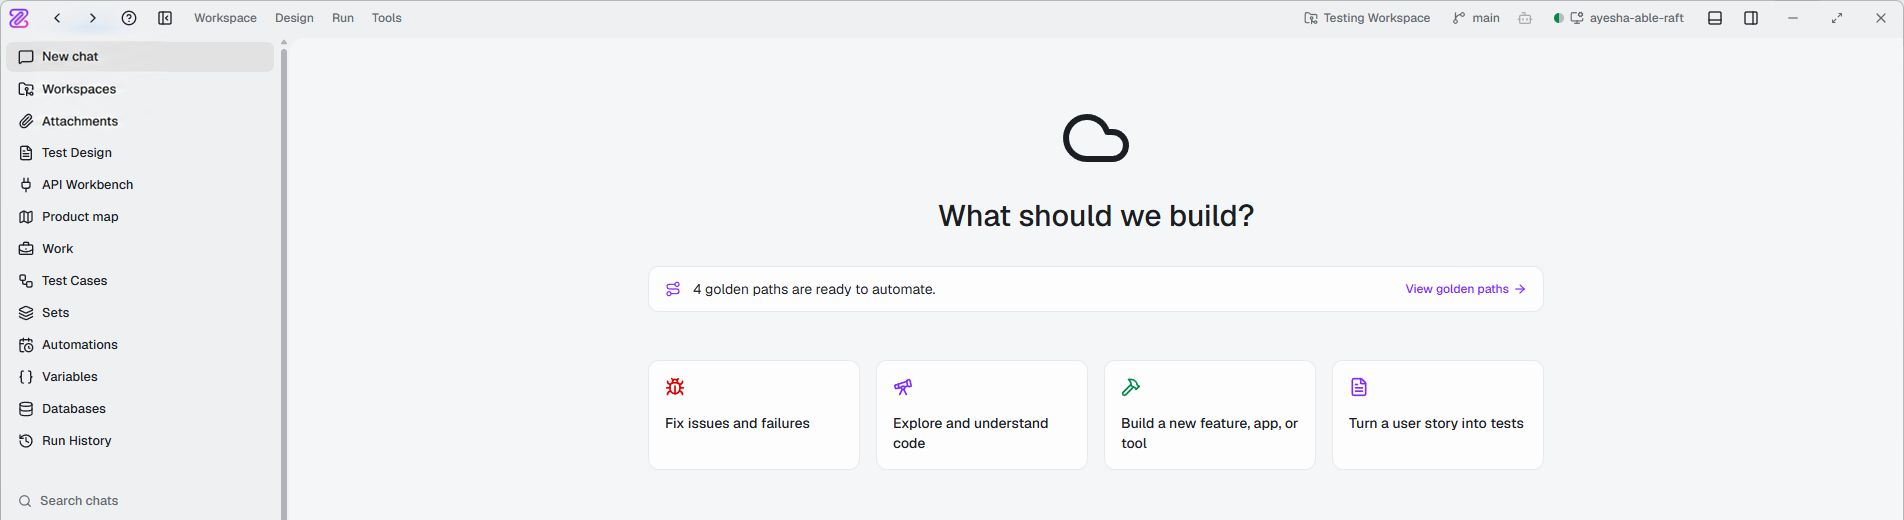 Workspace Design Run Tools Testing Workspace main ayesha-able-raft
New chat
Workspaces
Attachments
Test Design
API Workbench
Product map
Work
Test Cases
Sets
Automations
Variables
Databases
Run History
Search chats
What should we build?
4 golden paths are ready to automate. View golden paths
Fix issues and failures
Explore and understand
code
Build a new feature, app, or
tool
Turn a user story into tests